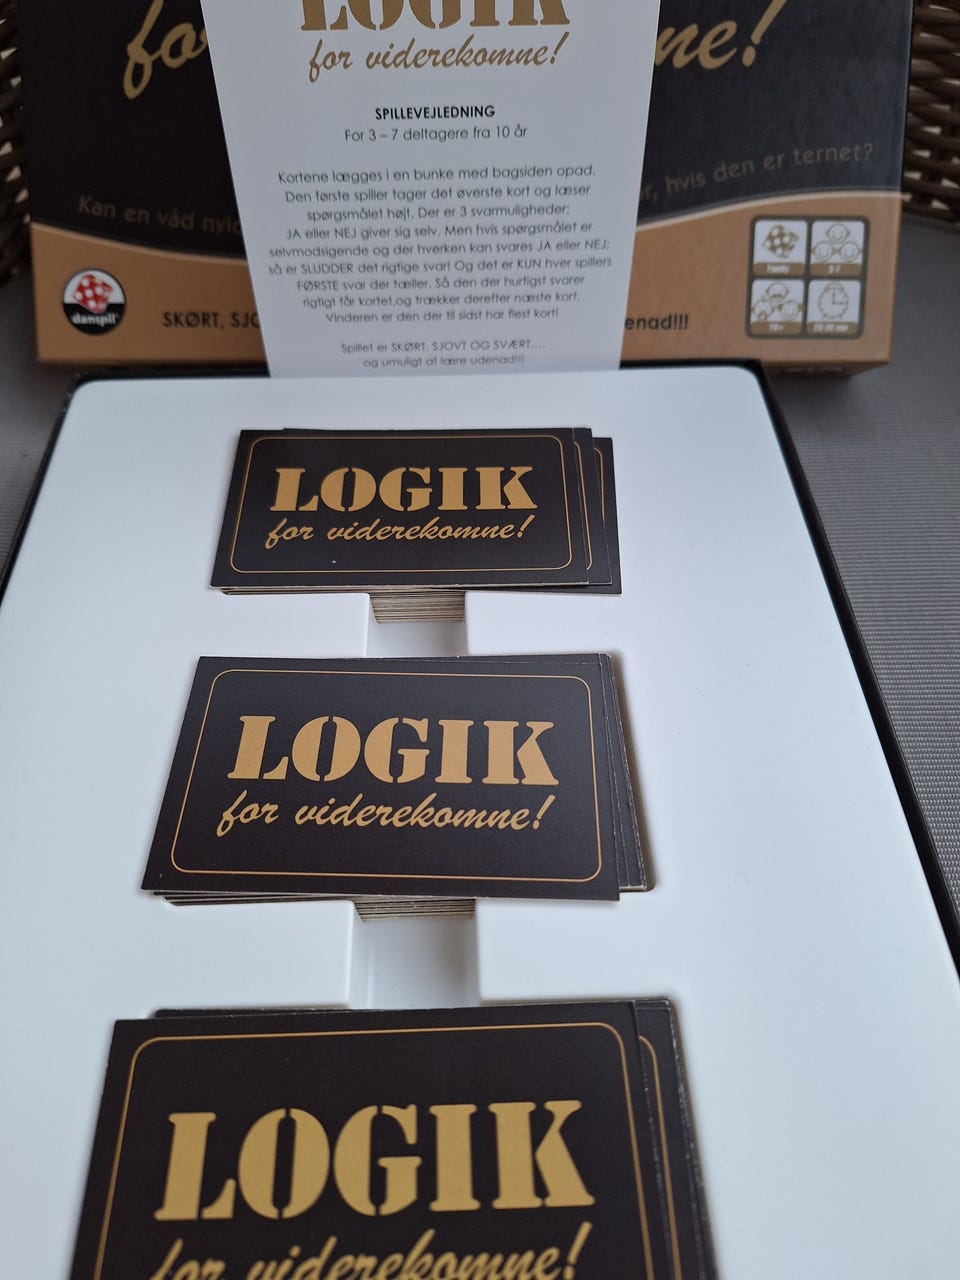 LOGIK
for viderekomne!
SPILLEVEJLEDNING
For 3 – 7 deltagere fra 10 år
Kortene lægges i en bunke med bagsiden opad.
Den første spiller tager det øverste kort og læser
spørgsmålet højt. Der er 3 svarmuligheder:
JA eller NEJ giver sig selv. Men hvis spørgsmålet er
selvmodsigende og der hverken kan svares JA eller NEJ;
så er SLUDDER det rigtige svar! Og det er KUN hver spillers
FØRSTE svar der tæller. Så den der hurtigst svarer
rigtigt får kortet,og trækker derefter næste kort.
Vinderen er den der til sidst har flest kort!
Spillet er SKØRT, SJOVT OG SVÆRT....
og umuligt at lære udenad!!!
fo
ne!
Kan en våd
hvis den er ternet?
danspil
SKØRT, SJO
enad!!!
Family
3-7
10+
LOGIK
for viderekomne!
LOGIK
for viderekomne!
LOGIK
for viderekomne!